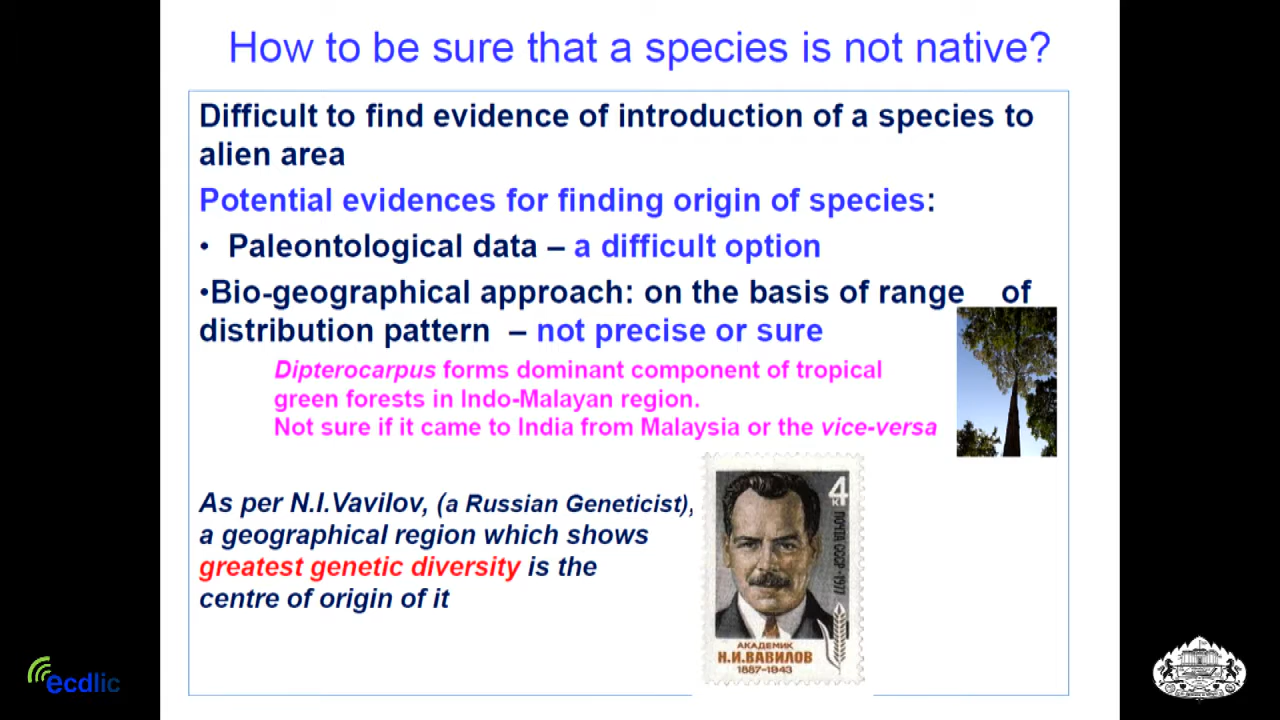 How to be sure that a species is not native?
Difficult to find evidence of introduction of a species to
alien area
Potential evidences for finding origin of species:
• Paleontological data – a difficult option
•Bio-geographical approach: on the basis of range of
distribution pattern – not precise or sure
Dipterocarpus forms dominant component of tropical
green forests in Indo-Malayan region.
Not sure if it came to India from Malaysia or the vice-versa
As per N.I.Vavilov, (a Russian Geneticist),
a geographical region which shows
greatest genetic diversity is the
centre of origin of it
4
К
ПОЧТА СССР·1977
АКАДЕМИК
Н.И.ВАВИЛОВ
1887-1943
ecdlic